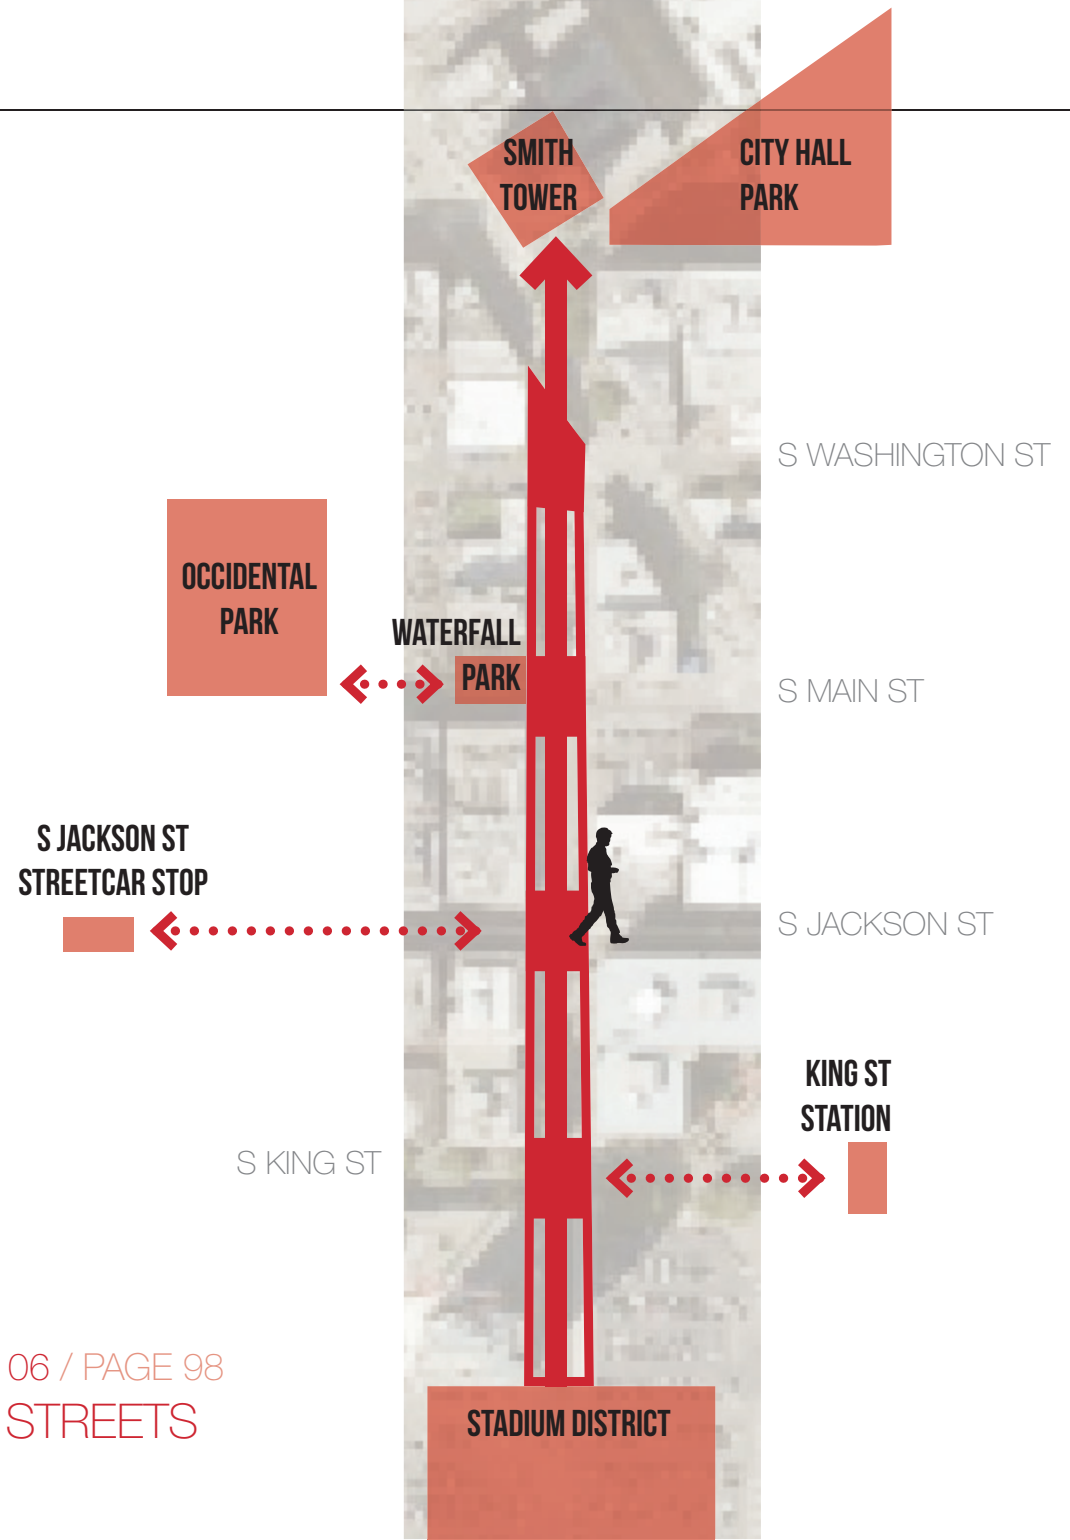 SMITH
TOWER
CITY HALL
PARK
S WASHINGTON ST
OCCIDENTAL
PARK
WATERFALL
PARK
S MAIN ST
S JACKSON ST
STREETCAR STOP
S JACKSON ST
KING ST
STATION
S KING ST
06 / PAGE 98
STREETS
STADIUM DISTRICT